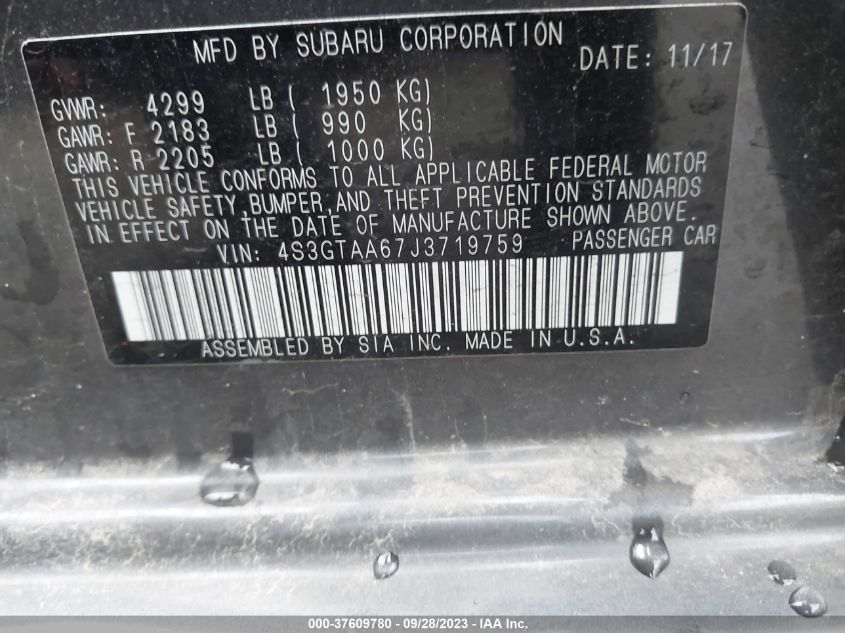 MFD BY SUBARU CORPORATION DATE: 11/17
GVWR: 4299 LB ( 1950 KG)
GAWR: F 2183 LB ( 990 KG)
GAWR: R 2205 LB ( 1000 KG)
THIS VEHICLE CONFORMS TO ALL APPLICABLE FEDERAL MOTOR
VEHICLE SAFETY,BUMPER,AND THEFT PREVENTION STANDARDS
IN EFFECT ON THE DATE OF MANUFACTURE SHOWN ABOVE.
V.IN: 4S3GTAA67J3719759 PASSENGER CAR
ASSEMBLED BY SIA INC. MADE IN U.S.A.
000-37609780 - 09/28/2023 - IAA Inc.